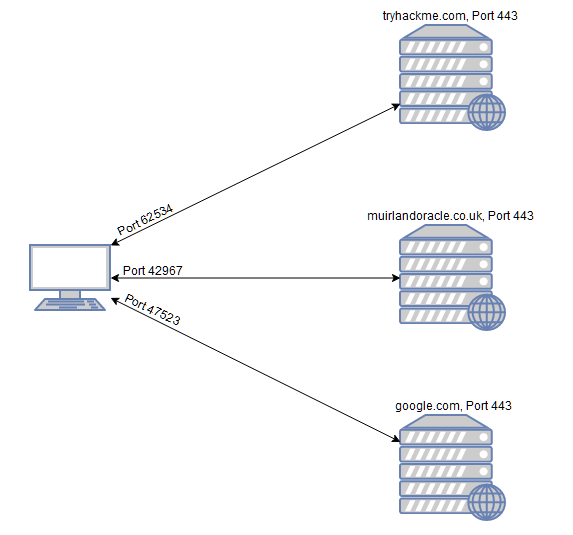 tryhackme.com, Port 443
Port 62534
muirlandoracle.co.uk, Port 443
Port 42967
Port 47523
google.com, Port 443